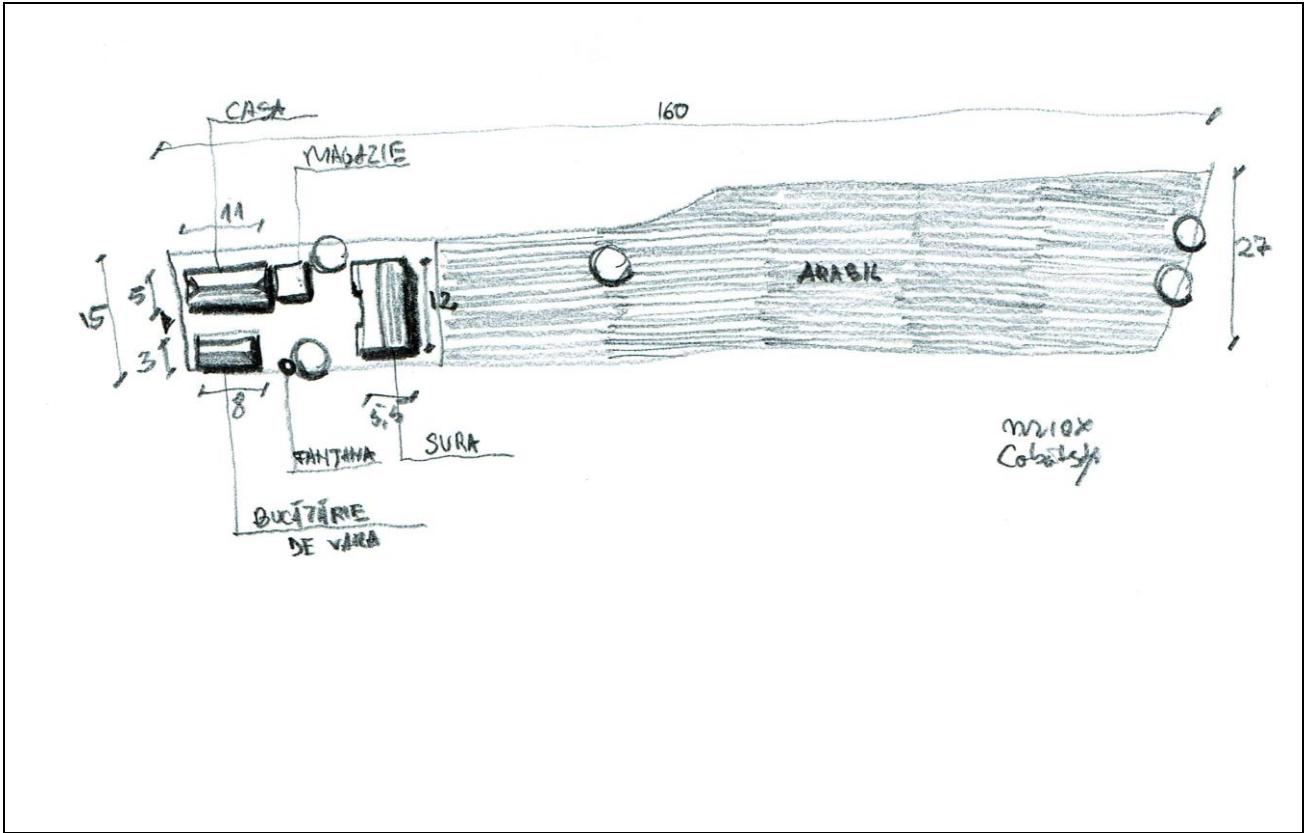 CASA
160
MAGAZIE
11
15
5
3
12
ARABIL
27
8
5,5
FANTANA
SURA
BUCĂTĂRIE
DE VARA